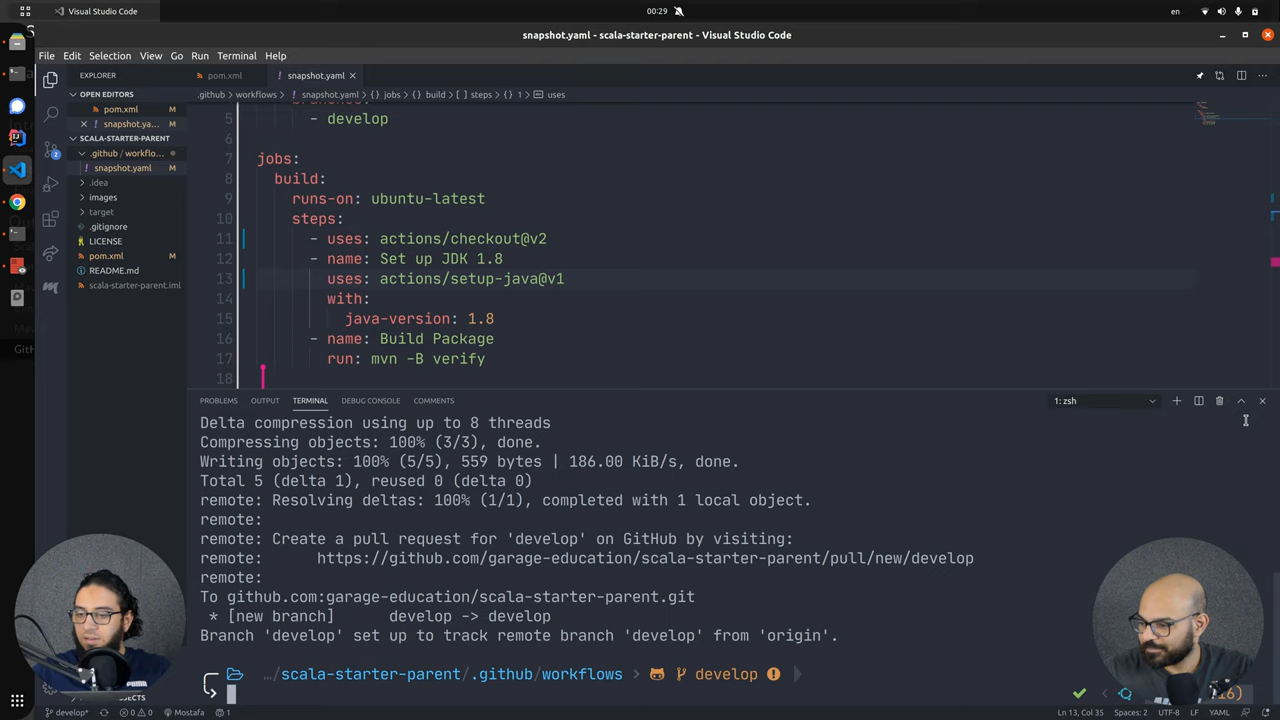 Visual Studio Code
00:29
en
snapshot.yaml - scala-starter-parent - Visual Studio Code
File Edit Selection View Go Run Terminal Help
EXPLORER
pom.xml
snapshot.yaml
OPEN EDITORS
.github > workflows > ! snapshot.yaml > {} jobs > {} build > [ ] steps > {} 1 > uses
pom.xml M
snapshot.ya... M
SCALA-STARTER-PARENT
.github / workflo...
snapshot.yaml M
.idea
images
target
.gitignore
LICENSE
pom.xml M
README.md
scala-starter-parent.iml
5 - develop
6
7 jobs:
8 build:
9 runs-on: ubuntu-latest
10 steps:
11 - uses: actions/checkout@v2
12 - name: Set up JDK 1.8
13 uses: actions/setup-java@v1
14 with:
15 java-version: 1.8
16 - name: Build Package
17 run: mvn -B verify
18
PROBLEMS OUTPUT TERMINAL DEBUG CONSOLE COMMENTS
1: zsh
Delta compression using up to 8 threads
Compressing objects: 100% (3/3), done.
Writing objects: 100% (5/5), 559 bytes | 186.00 KiB/s, done.
Total 5 (delta 1), reused 0 (delta 0)
remote: Resolving deltas: 100% (1/1), completed with 1 local object.
remote:
remote: Create a pull request for 'develop' on GitHub by visiting:
remote: https://github.com/garage-education/scala-starter-parent/pull/new/develop
remote:
To github.com:garage-education/scala-starter-parent.git
* [new branch] develop -> develop
Branch 'develop' set up to track remote branch 'develop' from 'origin'.
…/scala-starter-parent/.github/workflows develop
develop* 0 0 Mostafa 1
Ln 13, Col 35 Spaces: 2 UTF-8 LF YAML